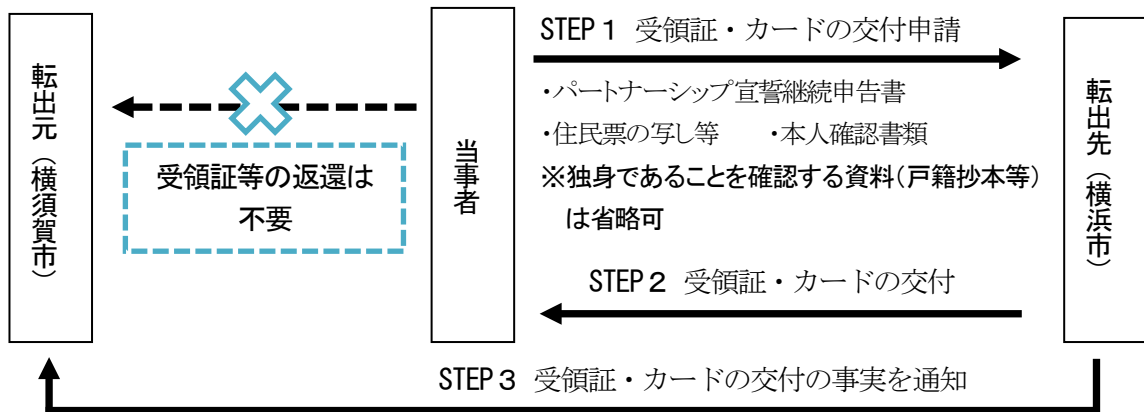 転出元（横須賀市）
受領証等の返還は
不要
当事者
STEP１ 受領証・カードの交付申請
・パートナーシップ宣誓継続申告書
・住民票の写し等　・本人確認書類
※独身であることを確認する資料（戸籍抄本等）
は省略可
STEP２ 受領証・カードの交付
転出先（横浜市）
STEP３ 受領証・カードの交付の事実を通知